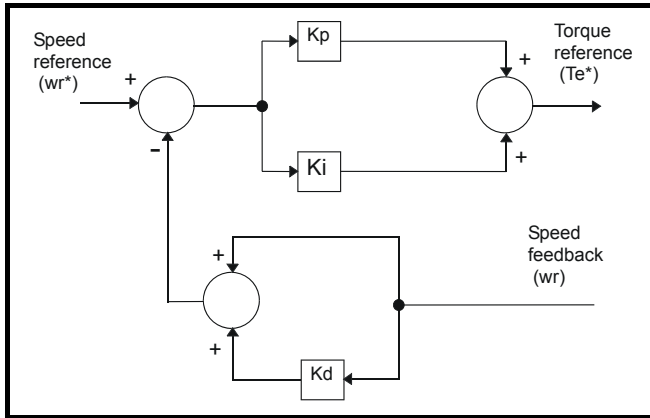 Speed
reference
(wr*)
+
-
Kp
Ki
+
+
Torque
reference
(Te*)
+
+
Kd
Speed
feedback
(wr)